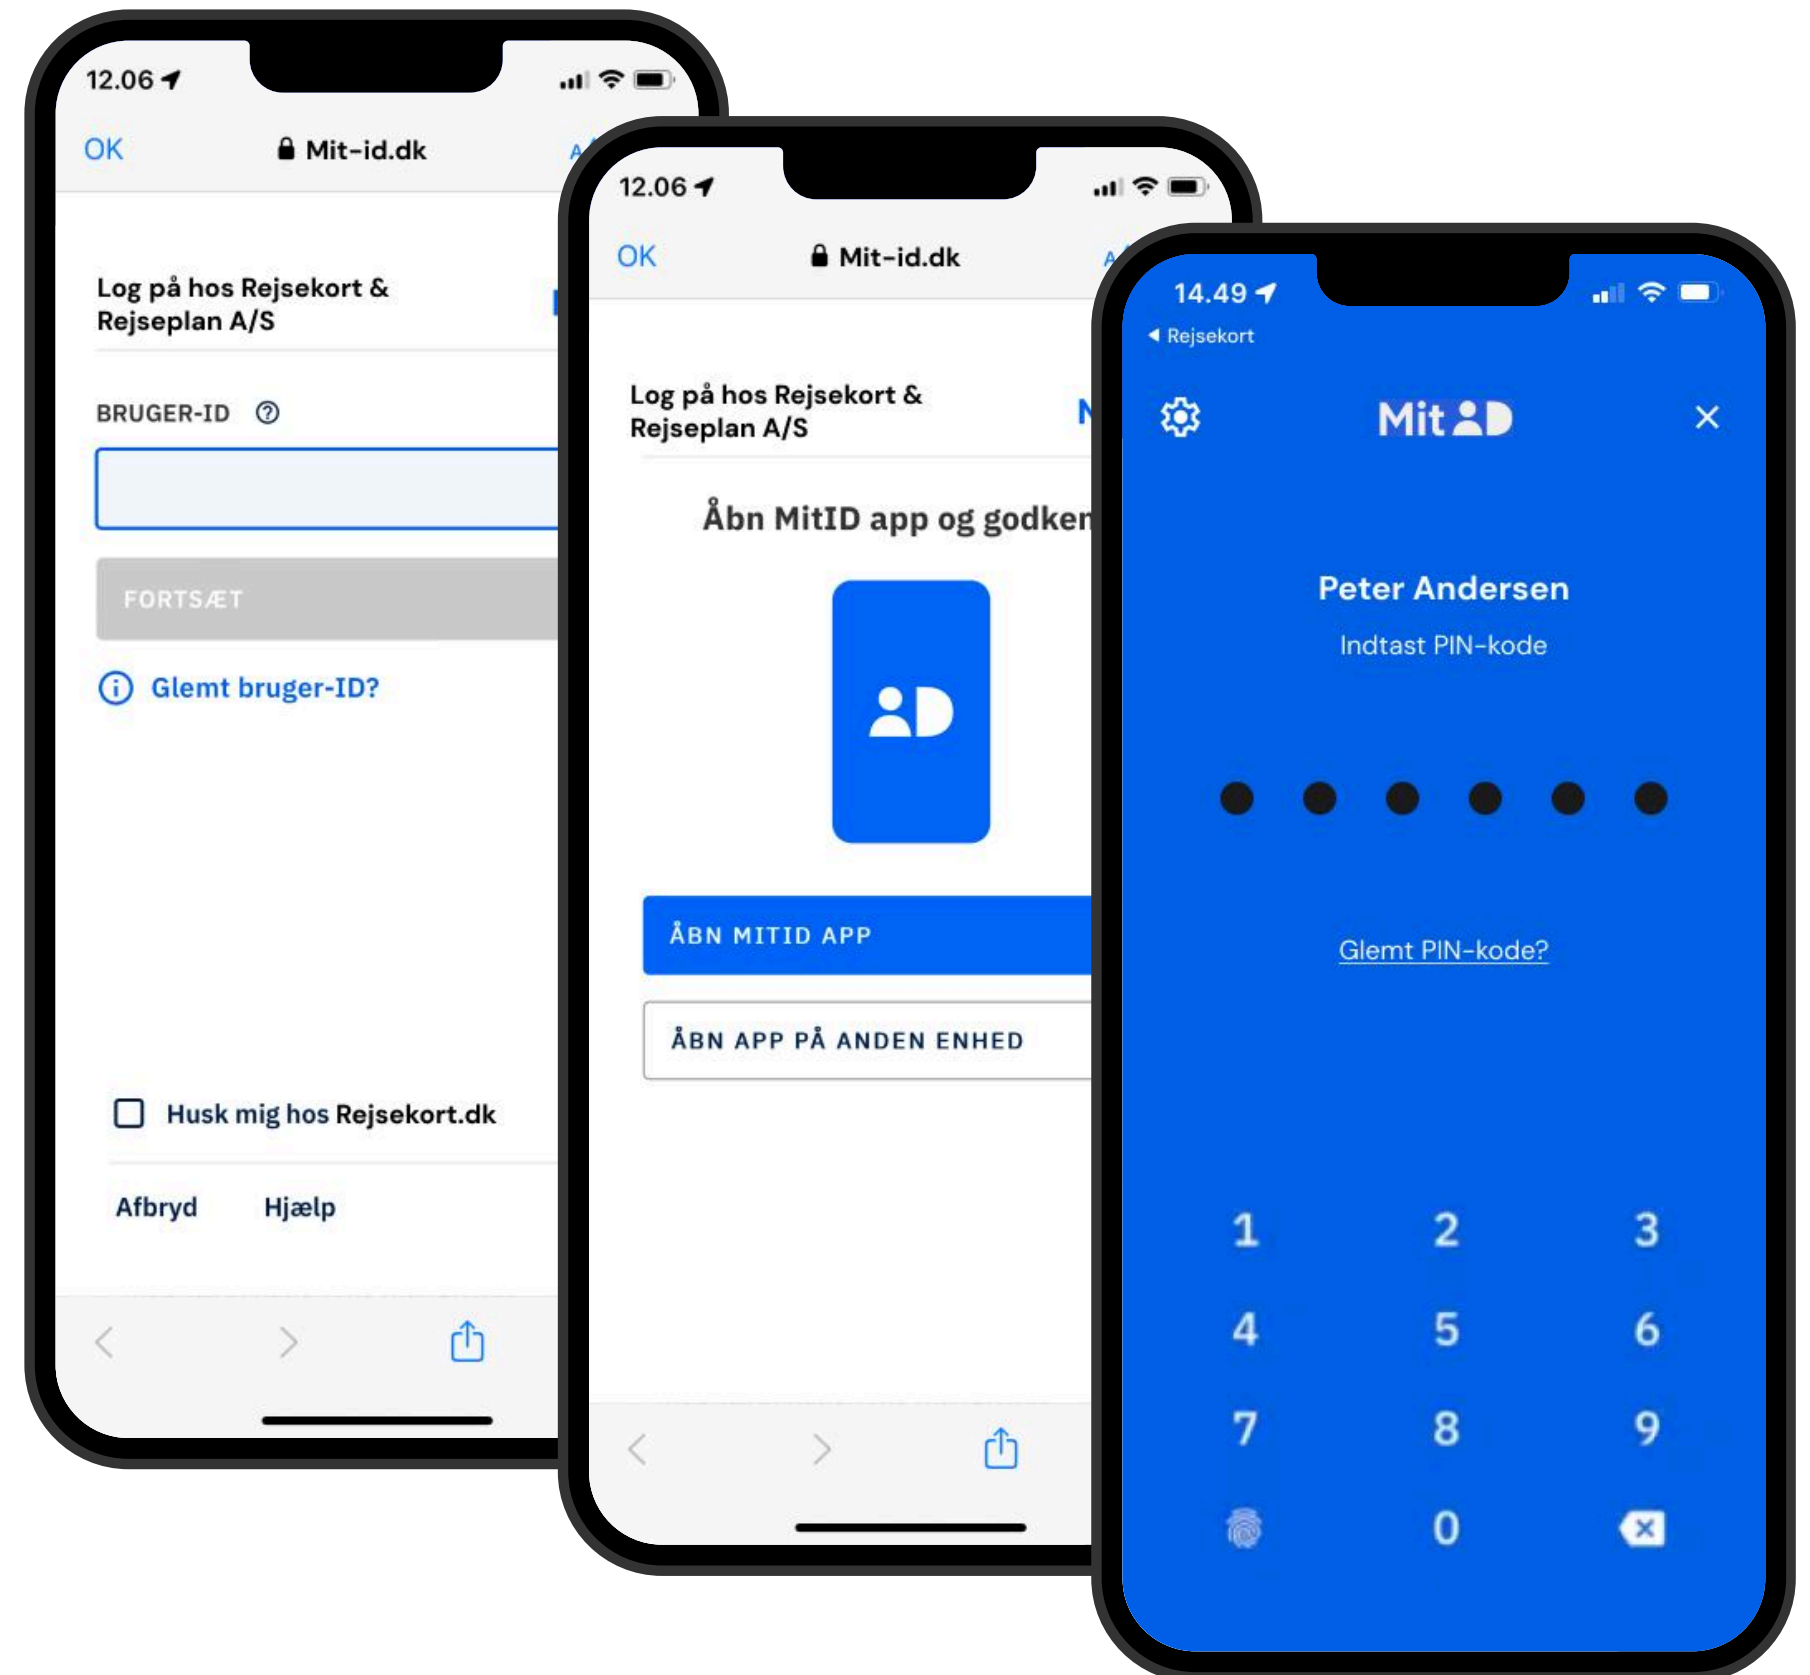 12.06
OK
Mit-id.dk
Log på hos Rejsekort &
Rejseplan A/S
BRUGER-ID
FORTSÆT
Glemt bruger-ID?
Husk mig hos Rejsekort.dk
Afbryd Hjælp
12.06
OK
Mit-id.dk
Log på hos Rejsekort &
Rejseplan A/S
Åbn MitID app og
ÅBN MITID APP
ÅBN APP PÅ ANDEN ENHED
14.49
Rejsekort
Mit D
Peter Andersen
Indtast PIN-kode
Glemt PIN-kode?
1 2 3
4 5 6
7 8 9
0